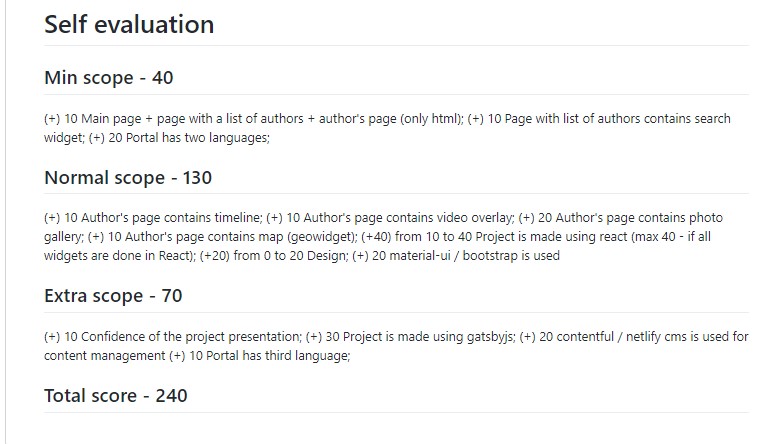 Self evaluation
Min scope - 40
(+) 10 Main page + page with a list of authors + author's page (only html); (+) 10 Page with list of authors contains search
widget; (+) 20 Portal has two languages;
Normal scope - 130
(+) 10 Author's page contains timeline; (+) 10 Author's page contains video overlay; (+) 20 Author's page contains photo
gallery; (+) 10 Author's page contains map (geowidget); (+40) from 10 to 40 Project is made using react (max 40 - if all
widgets are done in React); (+20) from 0 to 20 Design; (+) 20 material-ui / bootstrap is used
Extra scope - 70
(+) 10 Confidence of the project presentation; (+) 30 Project is made using gatsbyjs; (+) 20 contentful / netlify cms is used for
content management (+) 10 Portal has third language;
Total score - 240